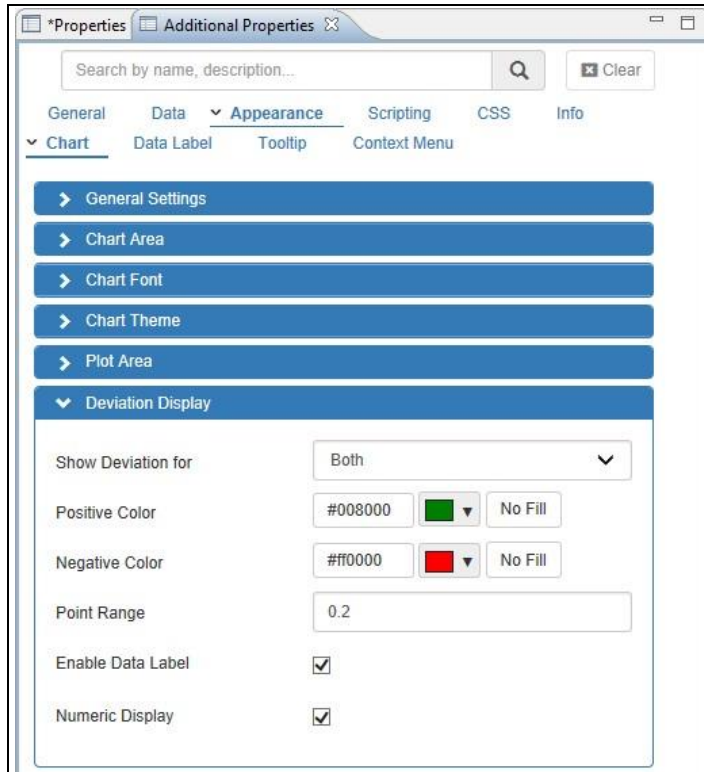 *Properties Additional Properties
Search by name, description... Clear
General Data Appearance Scripting CSS Info
Chart Data Label Tooltip Context Menu
General Settings
Chart Area
Chart Font
Chart Theme
Plot Area
Deviation Display
Show Deviation for Both
Positive Color #008000 No Fill
Negative Color #ff0000 No Fill
Point Range 0.2
Enable Data Label
Numeric Display